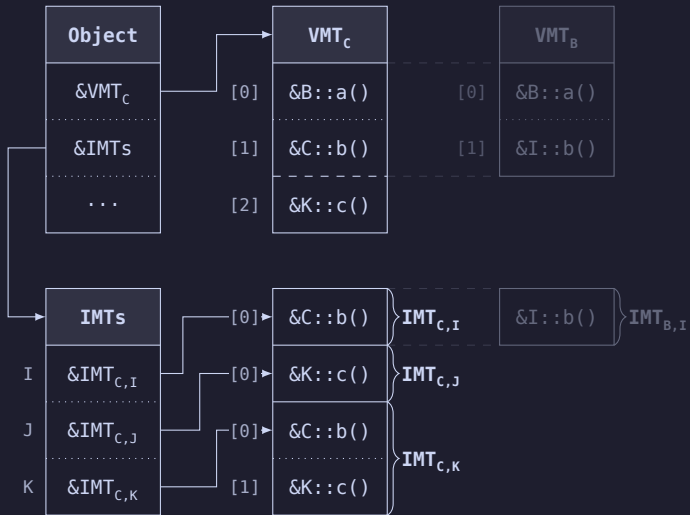 Object VMT_C VMT_B
&VMT_C [0] &B::a() [0] &B::a()
&IMTs [1] &C::b() [1] &I::b()
... [2] &K::c()
IMTs [0] &C::b() IMT_C,I &I::b() IMT_B,I
I &IMT_C,I [0] &K::c() IMT_C,J
J &IMT_C,J [0] &C::b()
IMT_C,K
K &IMT_C,K [1] &K::c()